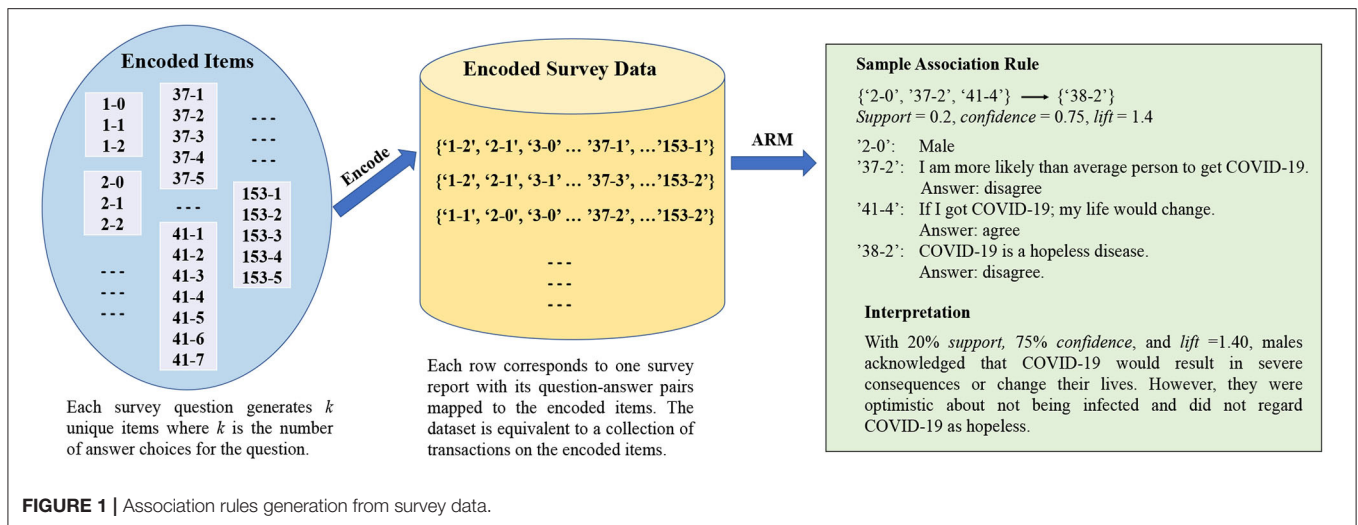 Encoded Items
1-0
1-1
1-2
2-0
2-1
2-2
- - -
- - -
- - -
37-1
37-2
37-3
37-4
37-5
- - -
41-1
41-2
41-3
41-4
41-5
41-6
41-7
- - -
- - -
- - -
153-1
153-2
153-3
153-4
153-5
Each survey question generates k
unique items where k is the number
of answer choices for the question.
Encode
Encoded Survey Data
{‘1-2’, ‘2-1’, ‘3-0’ … ’37-1’, …’153-1’}
{‘1-2’, ‘2-1’, ‘3-1’ … ’37-3’, …’153-2’}
{‘1-1’, ‘2-0’, ‘3-0’ … ’37-2’, …’153-2’}
- - -
- - -
- - -
Each row corresponds to one survey
report with its question-answer pairs
mapped to the encoded items. The
dataset is equivalent to a collection of
transactions on the encoded items.
ARM
Sample Association Rule
{‘2-0’, ’37-2’, ‘41-4’} ⟶ {‘38-2’}
Support = 0.2, confidence = 0.75, lift = 1.4
’2-0’: Male
’37-2’: I am more likely than average person to get COVID-19.
Answer: disagree
’41-4’: If I got COVID-19; my life would change.
Answer: agree
’38-2’: COVID-19 is a hopeless disease.
Answer: disagree.
Interpretation
With 20% support, 75% confidence, and lift =1.40, males
acknowledged that COVID-19 would result in severe
consequences or change their lives. However, they were
optimistic about not being infected and did not regard
COVID-19 as hopeless.
FIGURE 1 | Association rules generation from survey data.